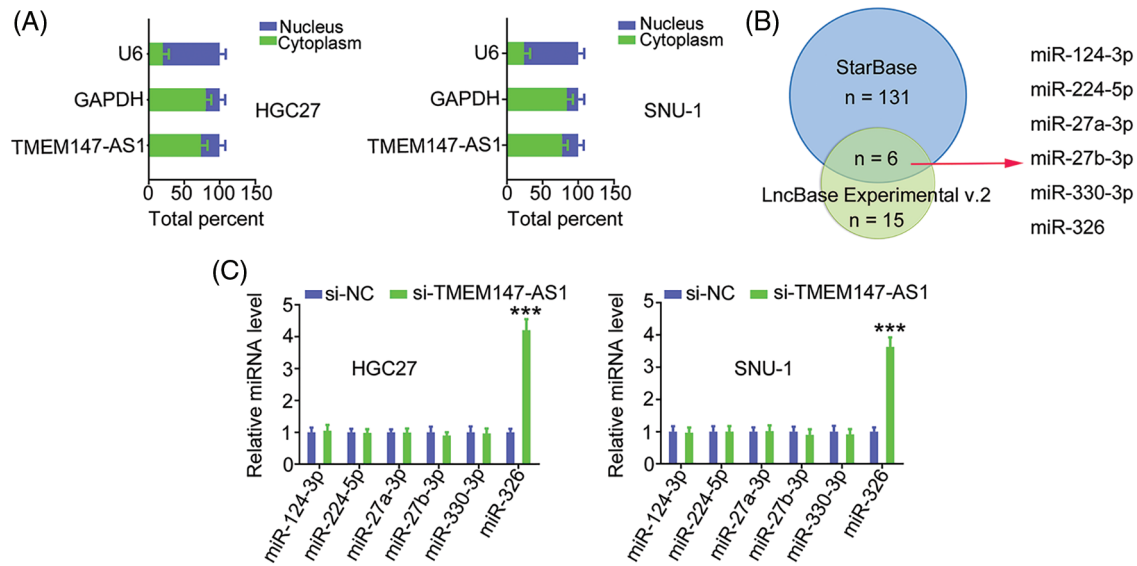 (A)
Nucleus
Cytoplasm
U6
GAPDH
TMEM147-AS1
HGC27
0 50 100 150
Total percent
Nucleus
Cytoplasm
U6
GAPDH
TMEM147-AS1
SNU-1
0 50 100 150
Total percent
(B)
StarBase
n = 131
n = 6
LncBase Experimental v.2
n = 15
miR-124-3p
miR-224-5p
miR-27a-3p
miR-27b-3p
miR-330-3p
miR-326
(C)
si-NC si-TMEM147-AS1
Relative miRNA level
5
4
3
2
1
0
***
HGC27
miR-124-3p
miR-224-5p
miR-27a-3p
miR-27b-3p
miR-330-3p
miR-326
si-NC si-TMEM147-AS1
Relative miRNA level
5
4
3
2
1
0
***
SNU-1
miR-124-3p
miR-224-5p
miR-27a-3p
miR-27b-3p
miR-330-3p
miR-326